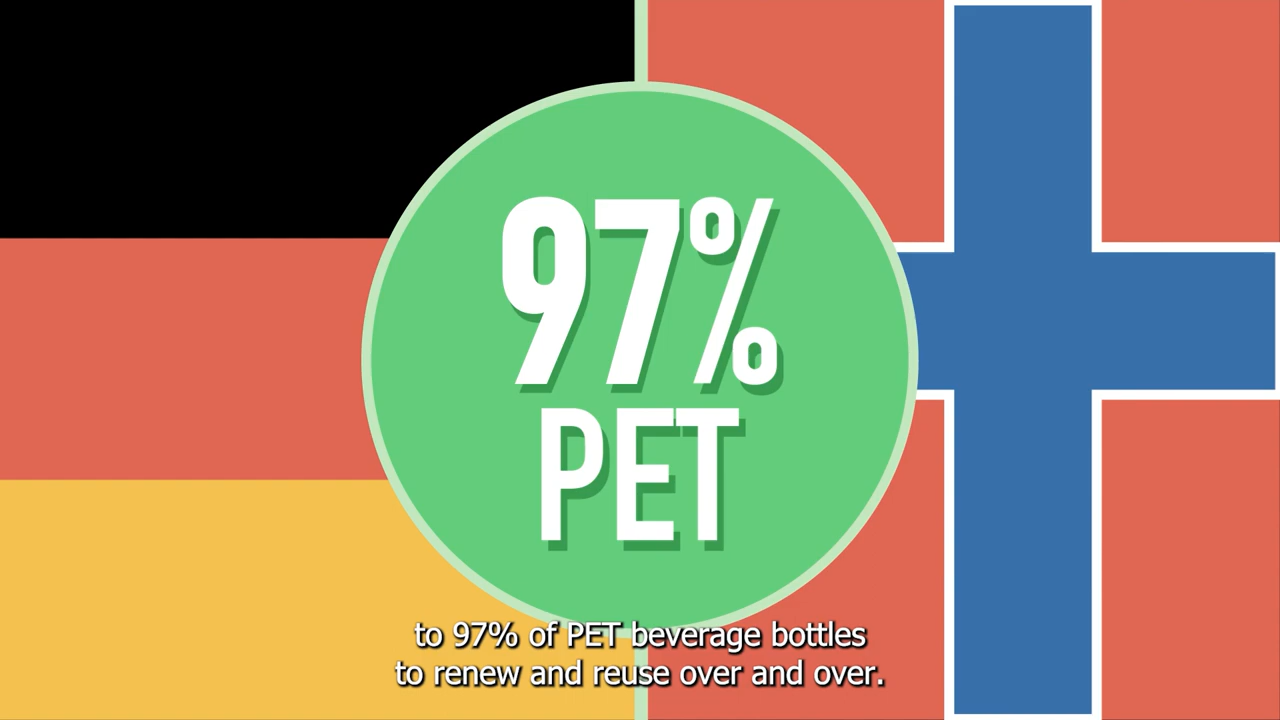 97%
PET
to 97% of PET beverage bottles
to renew and reuse over and over.